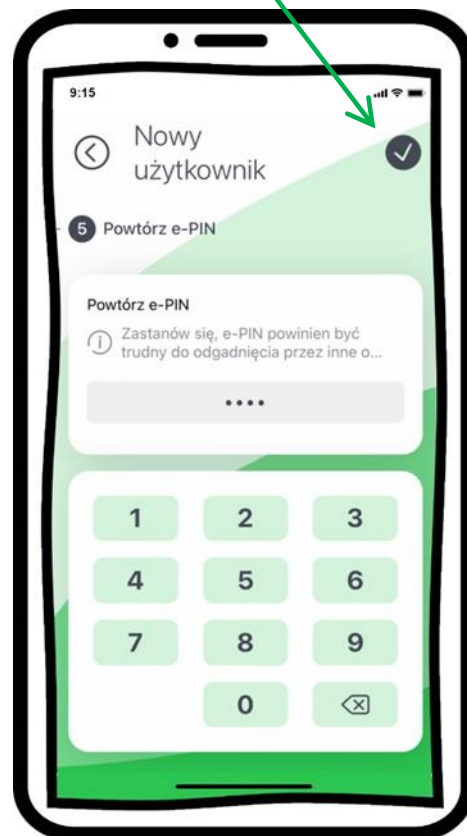 9:15
Nowy
użytkownik
5 Powtórz e-PIN
Powtórz e-PIN
Zastanów się, e-PIN powinien być
trudny do odgadnięcia przez inne o...
••••
1 2 3
4 5 6
7 8 9
0